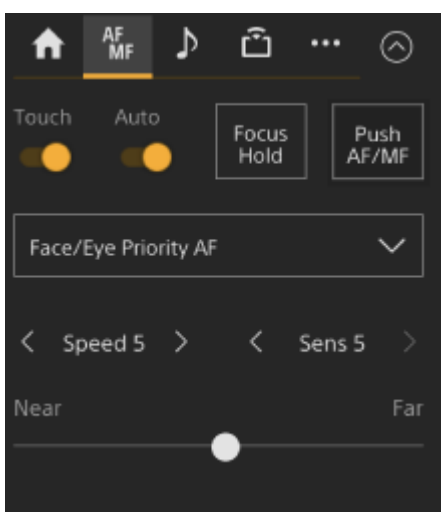 AF
MF
Touch Auto
Focus
Hold
Push
AF/MF
Face/Eye Priority AF
Speed 5 Sens 5
Near Far